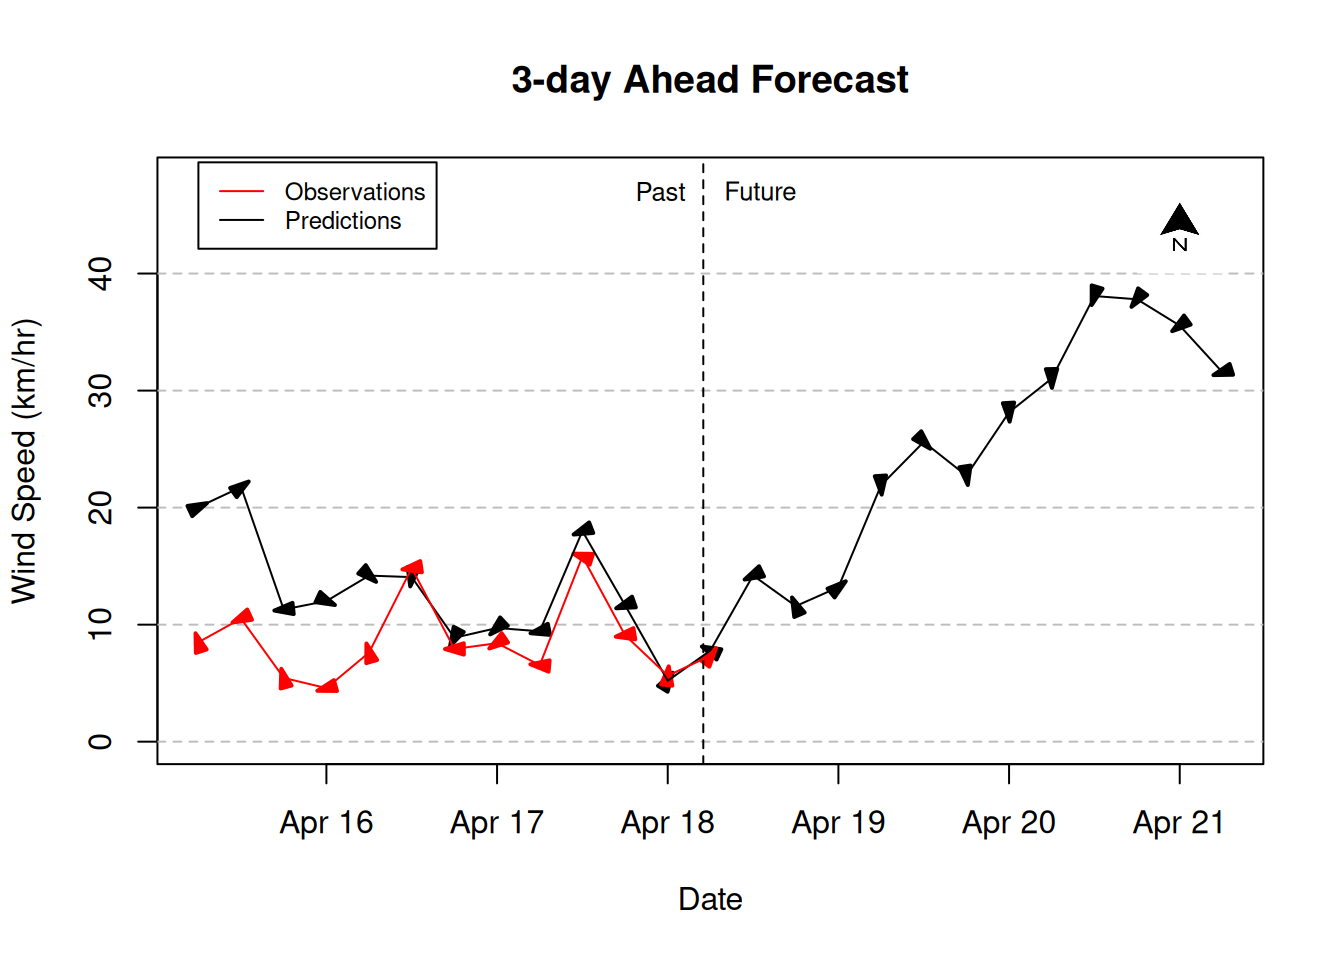 3-day Ahead Forecast
Observations
Predictions
Past
Future
N
Wind Speed (km/hr)
40
30
20
10
0
Apr 16
Apr 17
Apr 18
Apr 19
Apr 20
Apr 21
Date